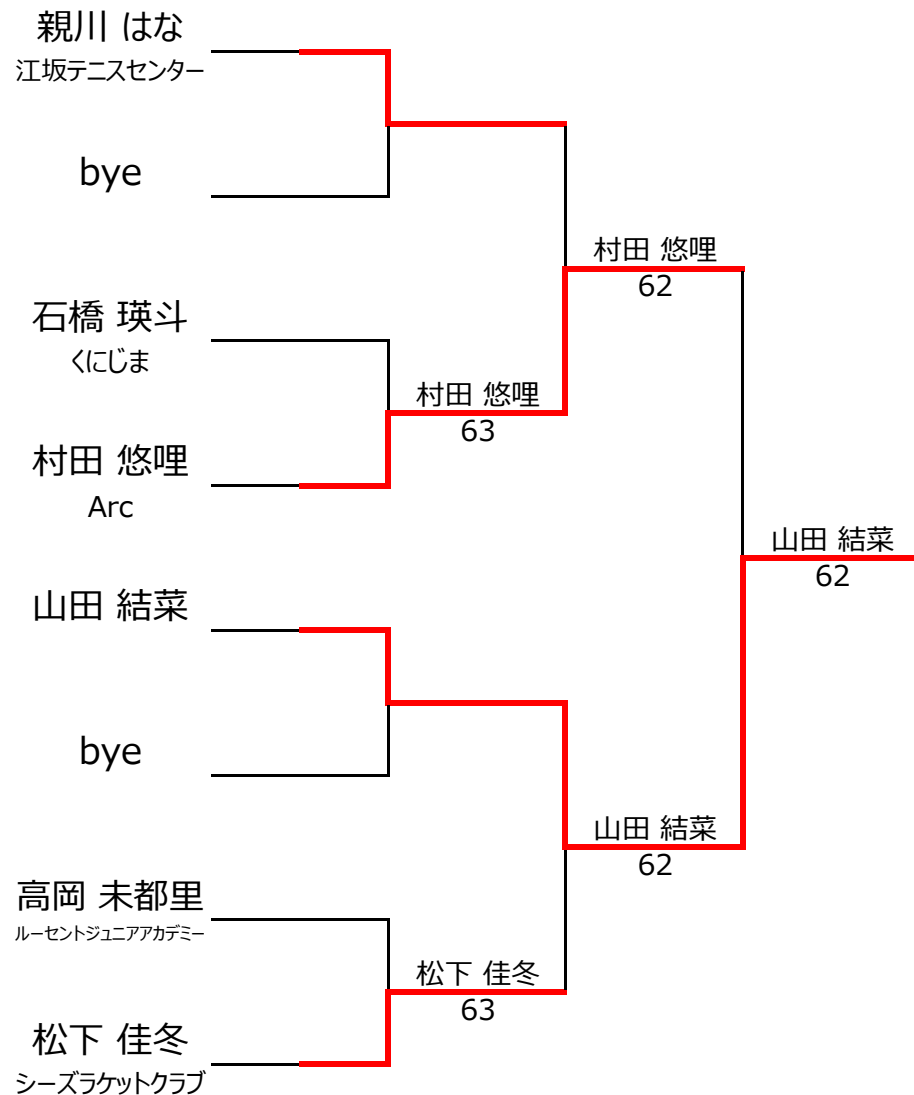 親川 はな
江坂テニスセンター
bye
村田 悠哩
62
石橋 瑛斗
くにじま
村田 悠哩
63
村田 悠哩
Arc
山田 結菜
62
山田 結菜
bye
山田 結菜
62
高岡 未都里
ルーセントジュニアアカデミー
松下 佳冬
63
松下 佳冬
シーズラケットクラブ